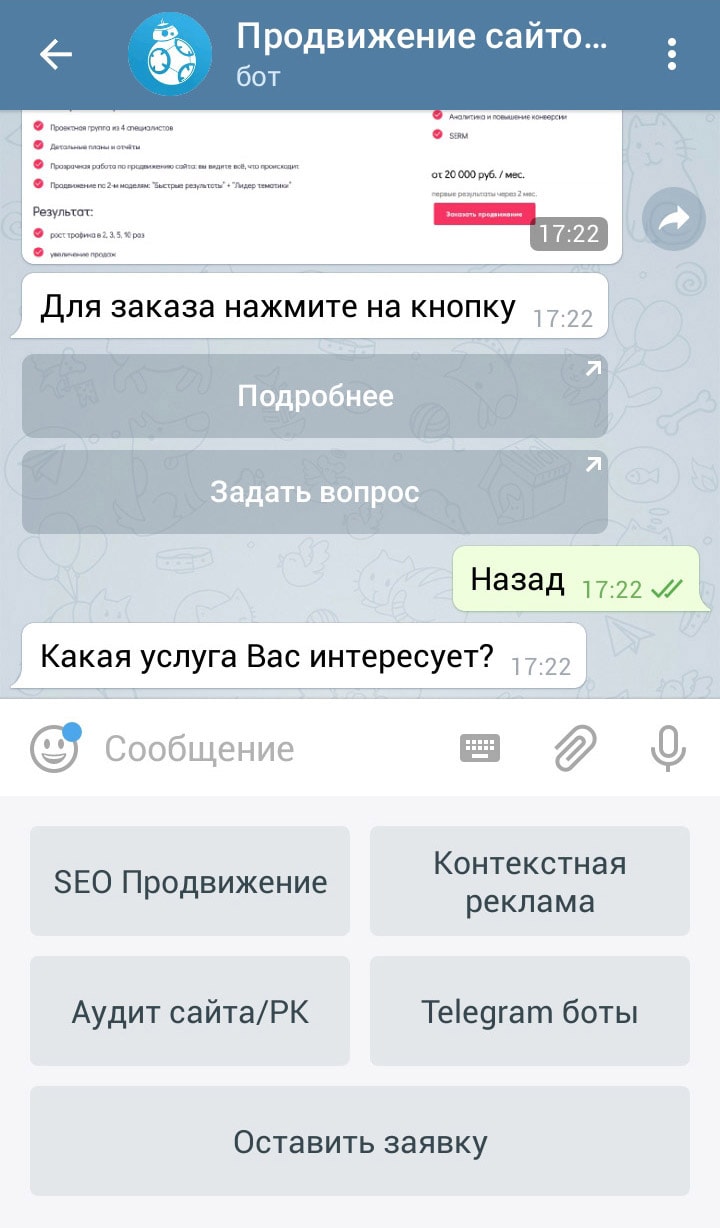 Продвижение сайто...
бот
Проектная группа из 4 специалистов
Детальные планы и отчёты
Прозрачная работа по продвижению сайта: вы видите всё, что происходит
Продвижение по 2-м моделям: "Быстрые результаты" + "Лидер тематики"
Результат:
рост трафика в 2, 3, 5, 10 раз
увеличение продаж
Аналитика и повышение конверсии
SERM
от 20 000 руб. / мес.
первые результаты через 2 мес.
Заказать продвижение
17:22
Для заказа нажмите на кнопку 17:22
Подробнее
Задать вопрос
Назад 17:22
Какая услуга Вас интересует? 17:22
Сообщение
SEO Продвижение
Контекстная
реклама
Аудит сайта/РК
Telegram боты
Оставить заявку